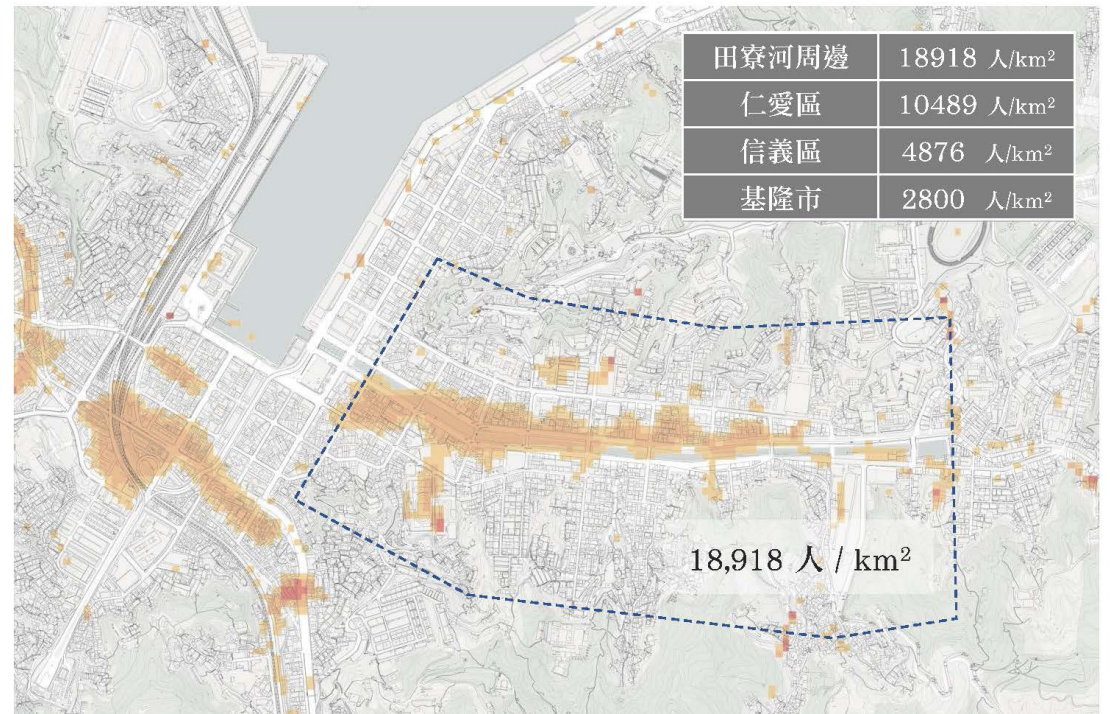 田寮河周邊 18918 人/km²
仁愛區 10489 人/km²
信義區 4876 人/km²
基隆市 2800 人/km²
18,918 人 / km²